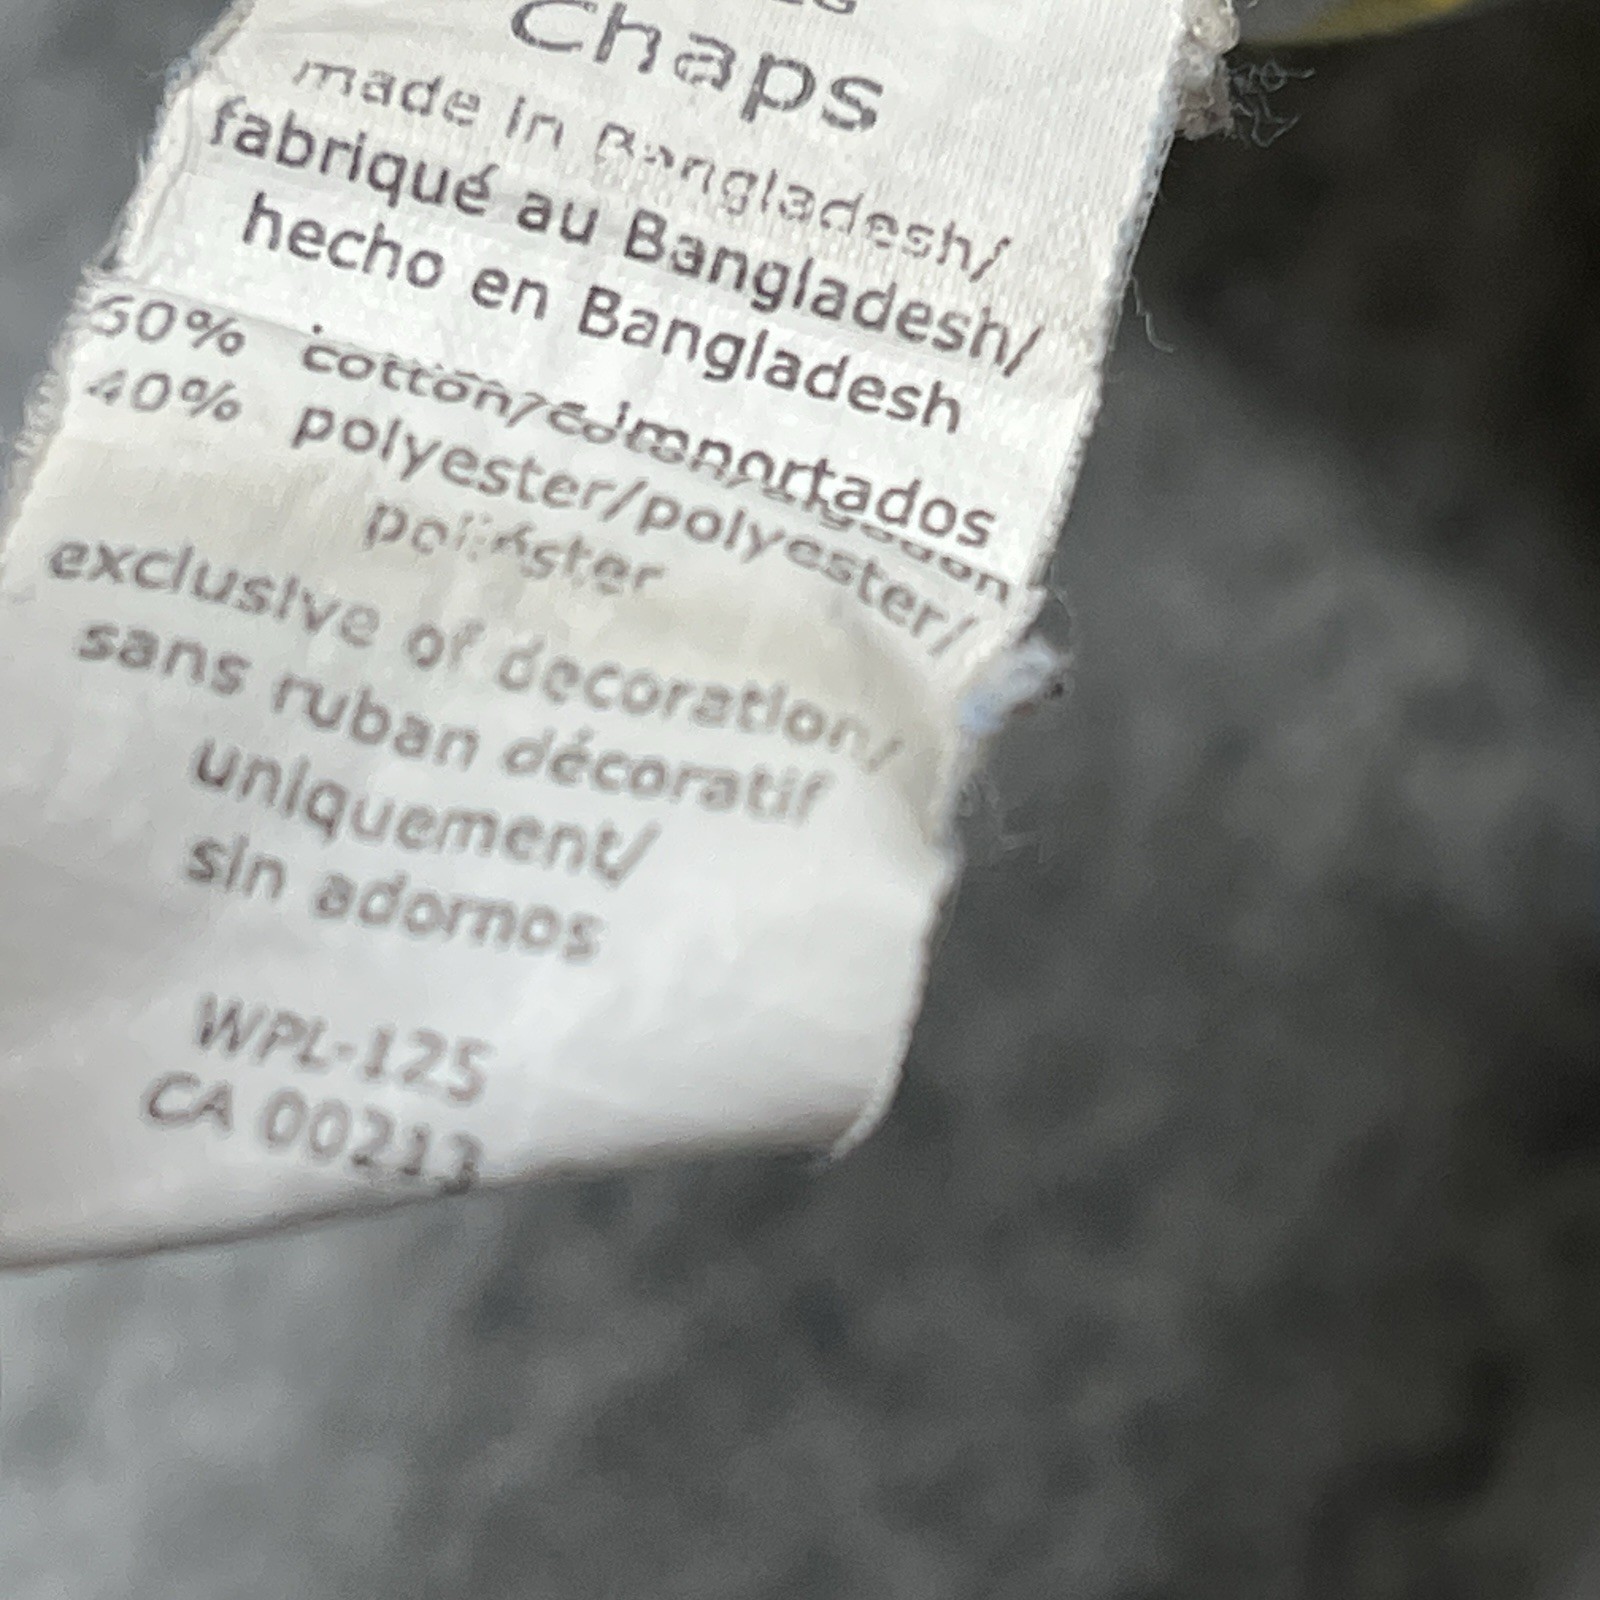 Chaps
made in Bangladesh/
fabriqué au Bangladesh/
hecho en Bangladesh
60% cotton/
40% polyester/polyester/
poliéster
exclusive of decoration/
sans ruban décoratif
uniquement/
sin adornos
WPL-125
CA 00213